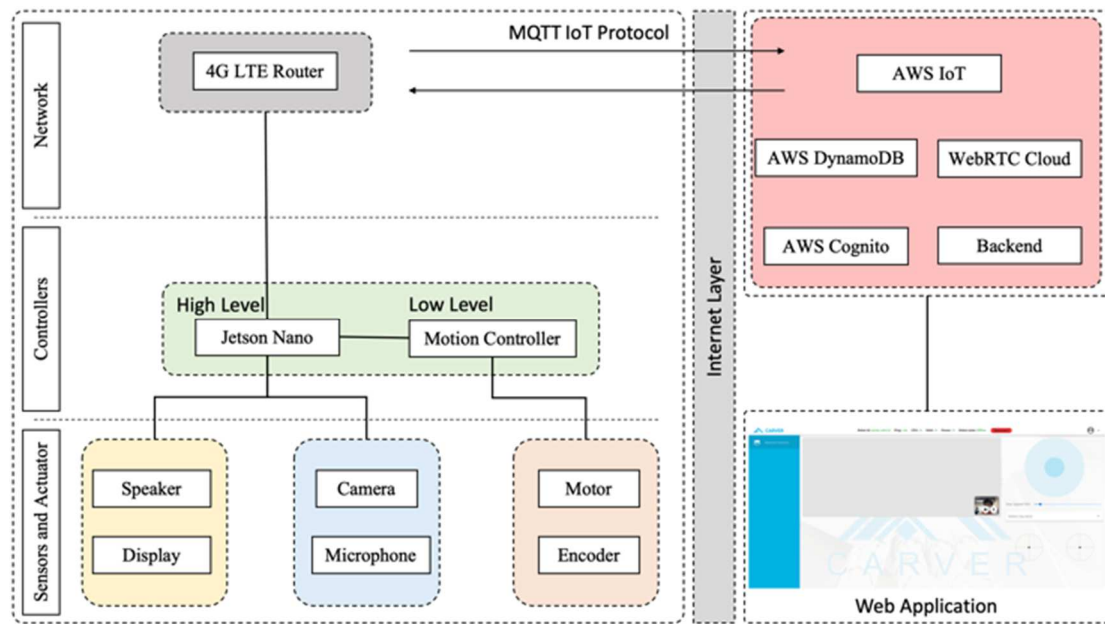 MQTT IoT Protocol
4G LTE Router
AWS IoT
Network
AWS DynamoDB
WebRTC Cloud
AWS Cognito
Backend
Internet Layer
Controllers
High Level
Low Level
Jetson Nano
Motion Controller
Sensors and Actuator
Speaker
Display
Camera
Microphone
Motor
Encoder
CARVER
CARVER
Web Application